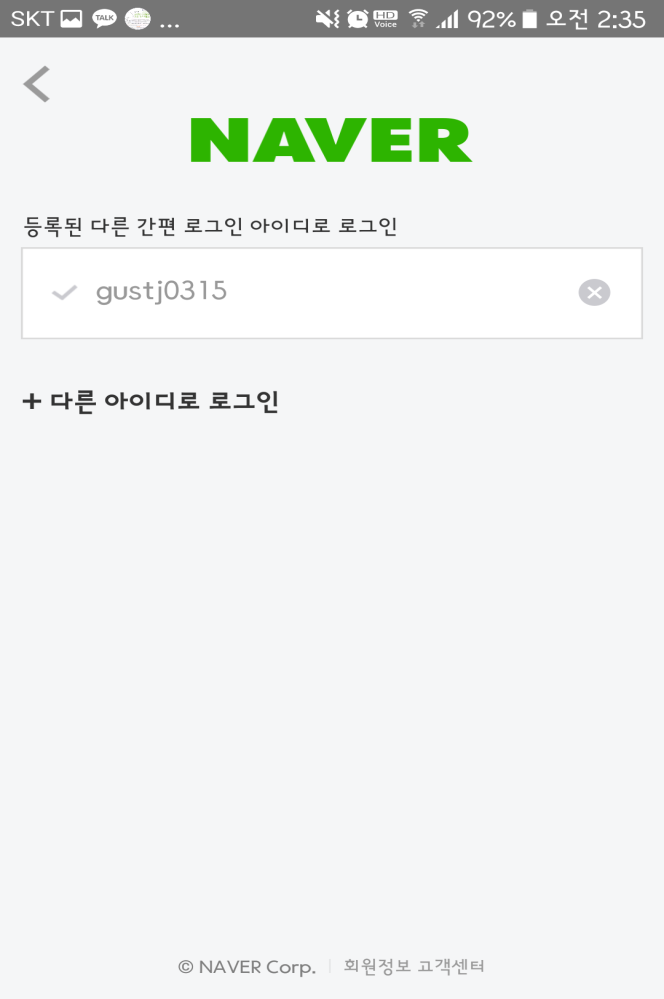 SKT TALK ... HD Voice 92% 오전 2:35
NAVER
등록된 다른 간편 로그인 아이디로 로그인
gustj0315
+ 다른 아이디로 로그인
© NAVER Corp. | 회원정보 고객센터